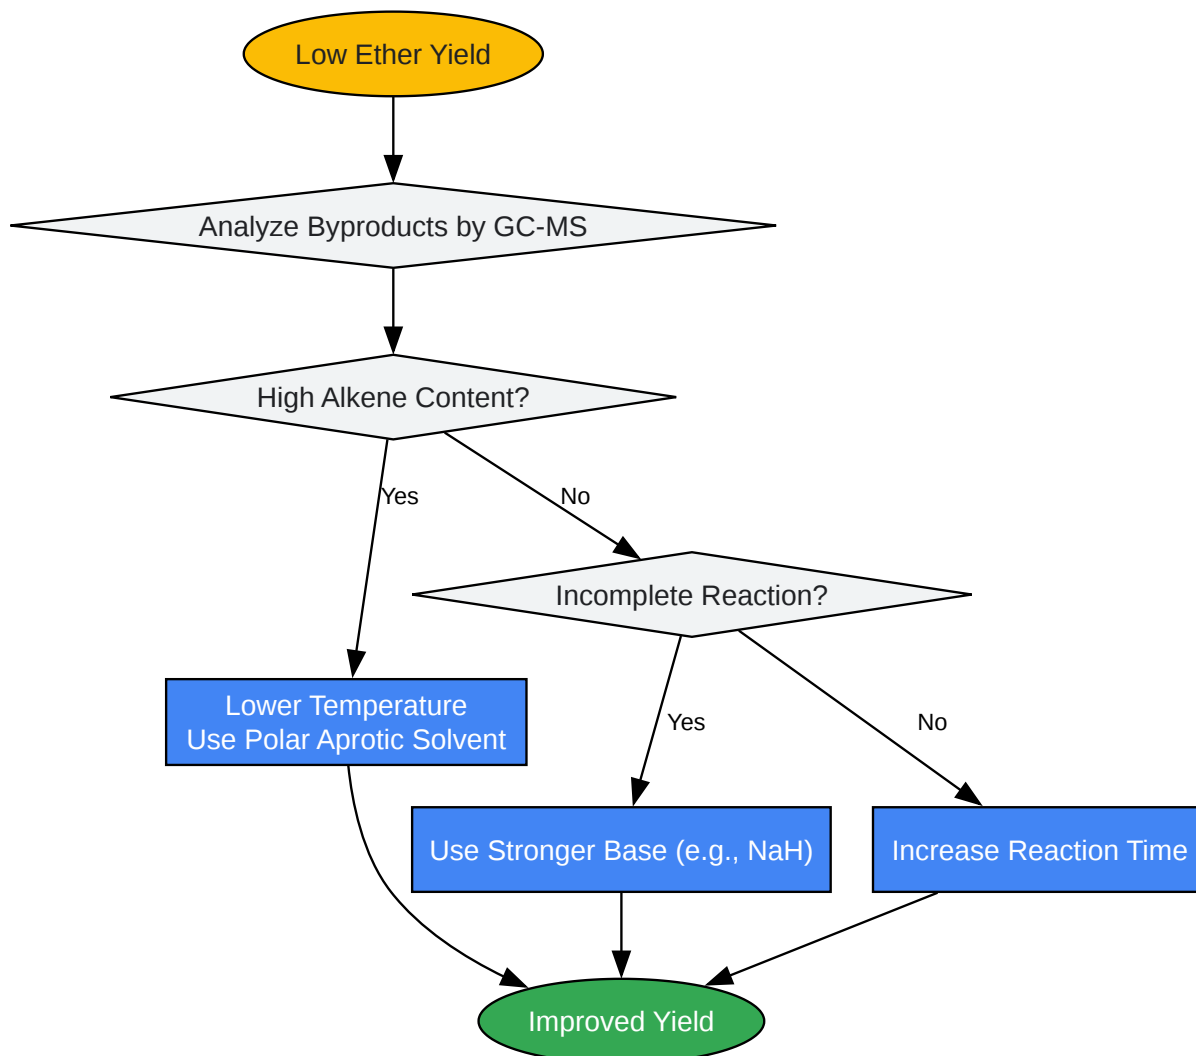 Low Ether Yield
Analyze Byproducts by GC-MS
High Alkene Content?
Yes
No
Incomplete Reaction?
Lower Temperature
Use Polar Aprotic Solvent
Yes
No
Use Stronger Base (e.g., NaH)
Increase Reaction Time
Improved Yield